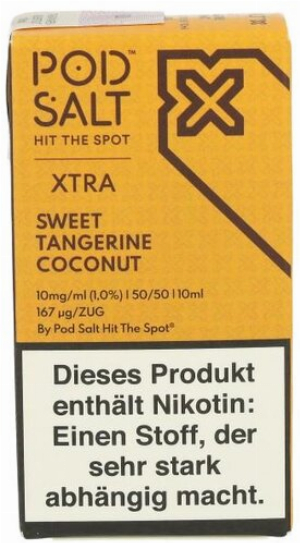 POD™
SALT
HIT THE SPOT
XTRA
SWEET
TANGERINE
COCONUT
10mg/ml (1,0%) | 50/50 | 10ml
167 µg/ZUG
By Pod Salt Hit The Spot®
Dieses Produkt
enthält Nikotin:
Einen Stoff, der
sehr stark
abhängig macht.